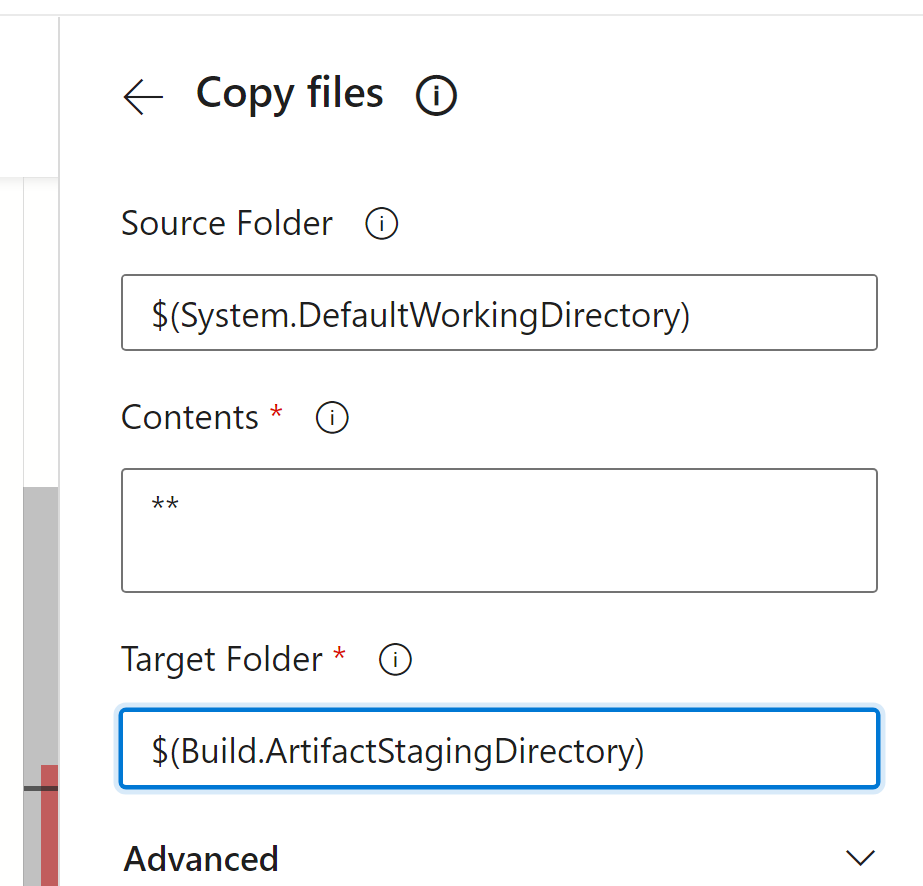 Copy files
Source Folder
$(System.DefaultWorkingDirectory)
Contents *
**
Target Folder *
$(Build.ArtifactStagingDirectory)
Advanced